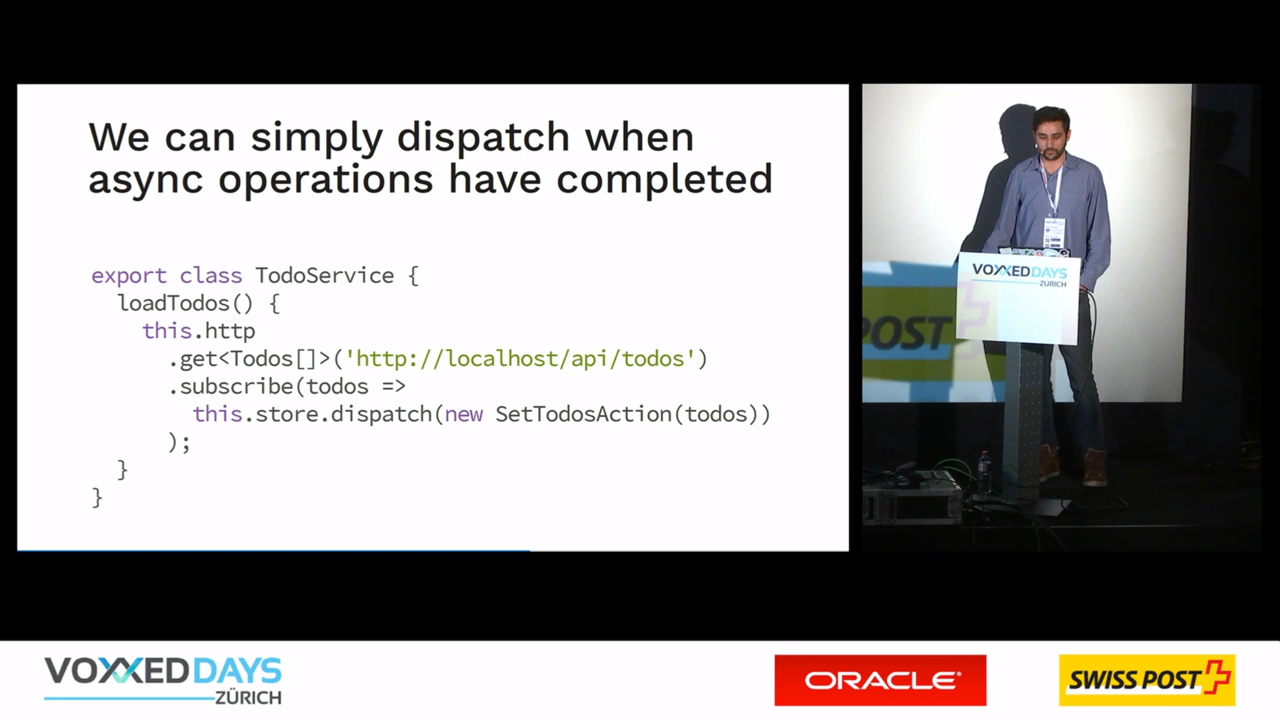 We can simply dispatch when
async operations have completed
export class TodoService {
loadTodos() {
this.http
.get<Todos[]>('http://localhost/api/todos')
.subscribe(todos =>
this.store.dispatch(new SetTodosAction(todos))
);
}
}
VOXXED DAYS
ZÜRICH
POST
VOXXED DAYS
ZÜRICH
ORACLE®
SWISS POST